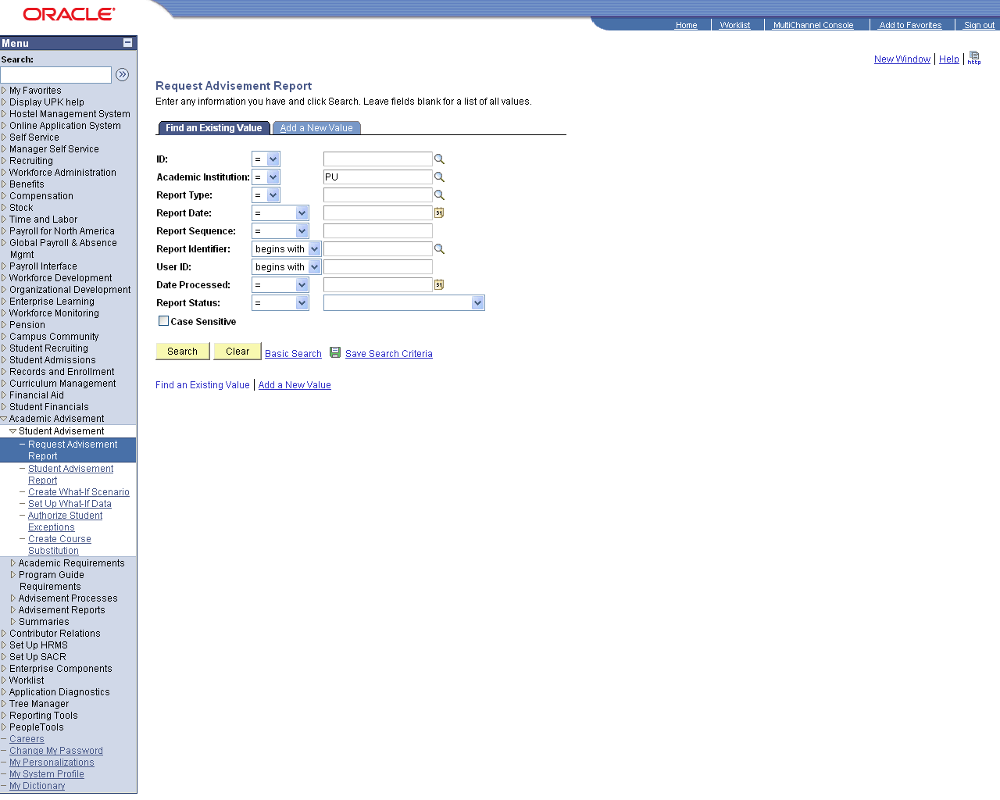 ORACLE
Home
Worklist
MultiChannel Console
Add to Favorites
Sign out
Menu
Search:
New Window
Help
http
My Favorites
Display UPK help
Hostel Management System
Online Application System
Self Service
Manager Self Service
Recruiting
Workforce Administration
Benefits
Compensation
Stock
Time and Labor
Payroll for North America
Global Payroll & Absence
Mgmt
Payroll Interface
Workforce Development
Organizational Development
Enterprise Learning
Workforce Monitoring
Pension
Campus Community
Student Recruiting
Student Admissions
Records and Enrollment
Curriculum Management
Financial Aid
Student Financials
Academic Advisement
Student Advisement
Request Advisement
Report
Student Advisement
Report
Create What-If Scenario
Set Up What-If Data
Authorize Student
Exceptions
Create Course
Substitution
Academic Requirements
Program Guide
Requirements
Advisement Processes
Advisement Reports
Summaries
Contributor Relations
Set Up HRMS
Set Up SACR
Enterprise Components
Worklist
Application Diagnostics
Tree Manager
Reporting Tools
PeopleTools
Careers
Change My Password
My Personalizations
My System Profile
My Dictionary
Request Advisement Report
Enter any information you have and click Search. Leave fields blank for a list of all values.
Find an Existing Value
Add a New Value
ID: =
Academic Institution: = PU
Report Type: =
Report Date: = 31
Report Sequence: =
Report Identifier: begins with
User ID: begins with
Date Processed: = 31
Report Status: =
Case Sensitive
Search Clear Basic Search Save Search Criteria
Find an Existing Value Add a New Value